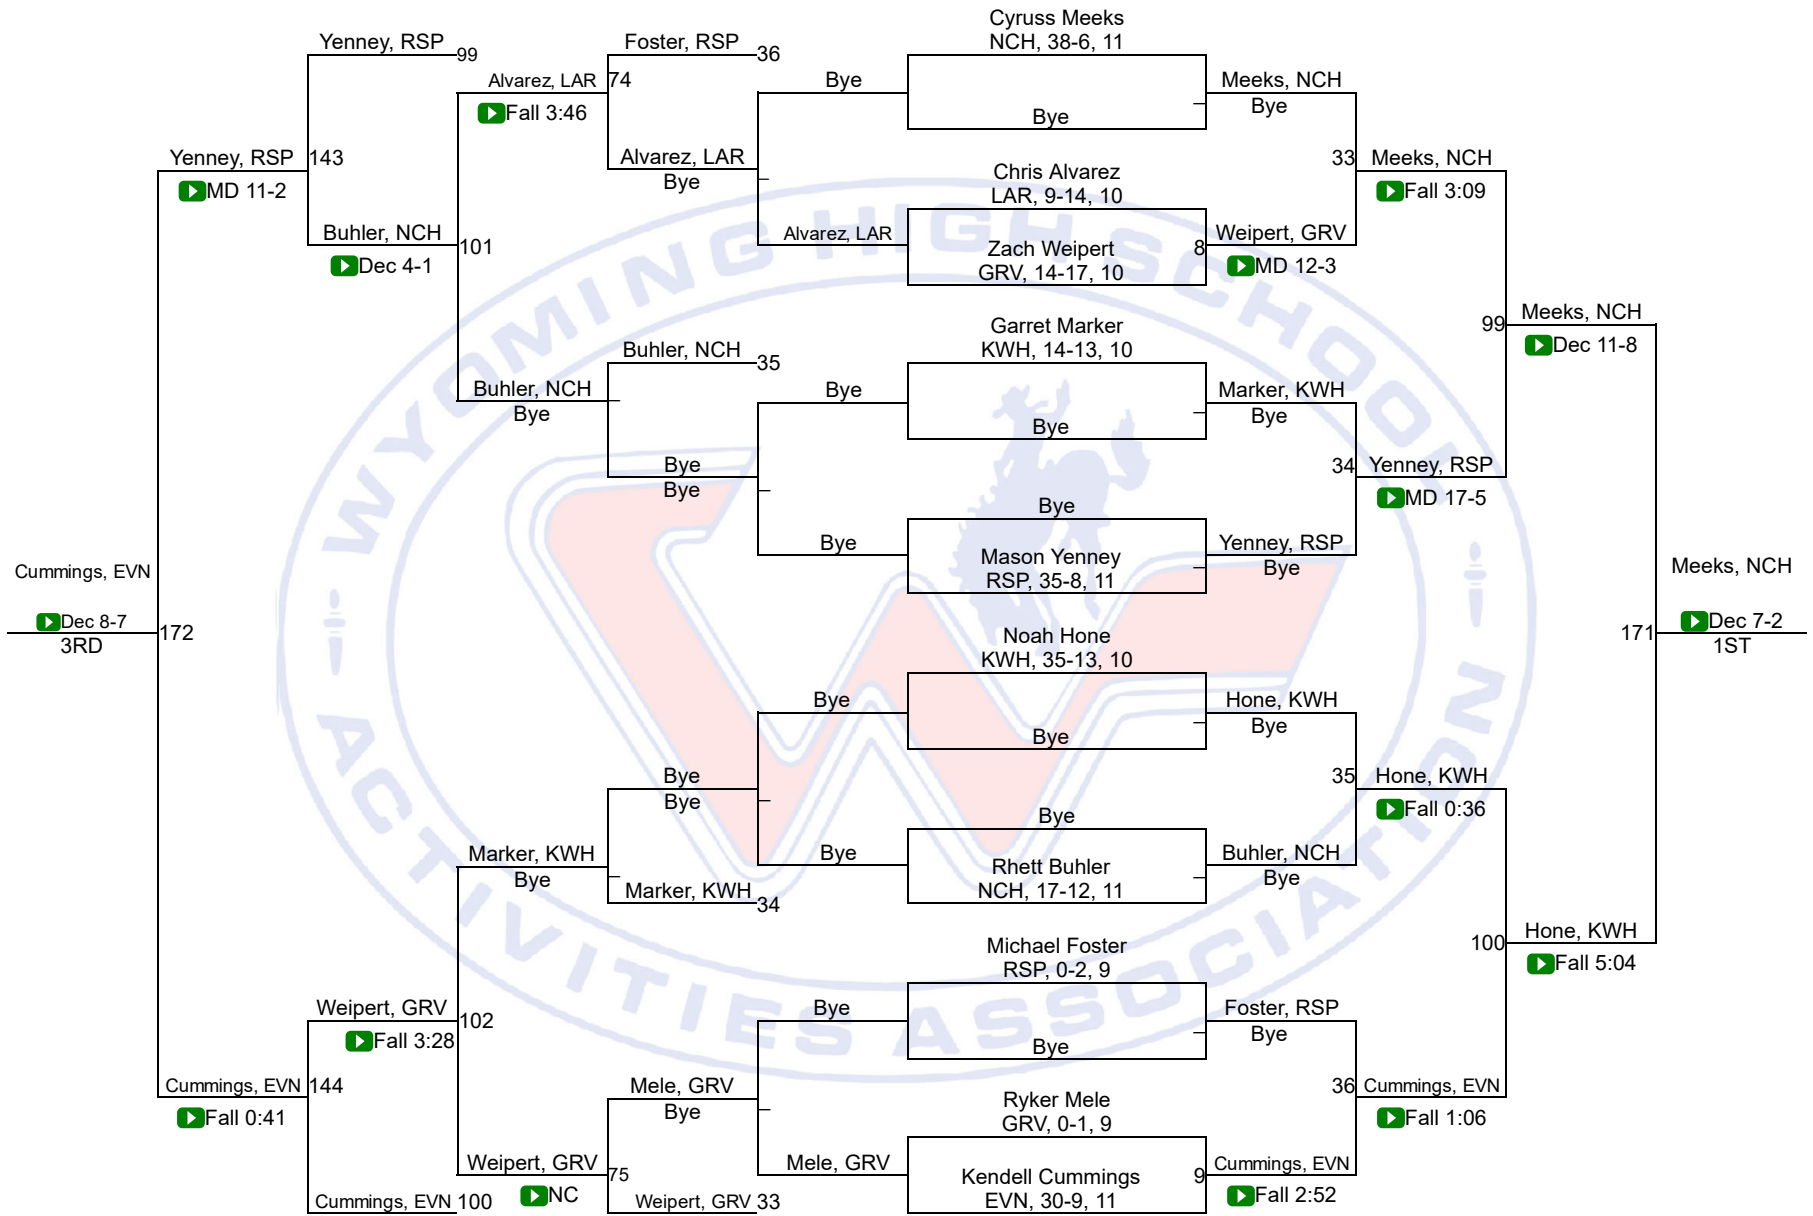 Cyruss Meeks
NCH, 38-6, 11
Yenney, RSP
99
Foster, RSP
36
Alvarez, LAR
74
Fall 3:46
Bye
Bye
Meeks, NCH
Bye
Yenney, RSP
143
MD 11-2
Alvarez, LAR
Bye
Chris Alvarez
LAR, 9-14, 10
33
Meeks, NCH
Fall 3:09
Buhler, NCH
101
Dec 4-1
Alvarez, LAR
Zach Weipert
GRV, 14-17, 10
8
Weipert, GRV
MD 12-3
Garret Marker
KWH, 14-13, 10
99
Meeks, NCH
Dec 11-8
Buhler, NCH
35
Buhler, NCH
Bye
Bye
Bye
Marker, KWH
Bye
Bye
Bye
34
Yenney, RSP
MD 17-5
Bye
Bye
Mason Yenney
RSP, 35-8, 11
Yenney, RSP
Bye
Cummings, EVN
Dec 8-7
3RD
172
Meeks, NCH
171
Dec 7-2
1ST
Noah Hone
KWH, 35-13, 10
Bye
Bye
Hone, KWH
Bye
Bye
Bye
35
Hone, KWH
Fall 0:36
Bye
Bye
Rhett Buhler
NCH, 17-12, 11
Buhler, NCH
Bye
Marker, KWH
Bye
Marker, KWH
34
Michael Foster
RSP, 0-2, 9
100
Hone, KWH
Fall 5:04
Weipert, GRV
102
Fall 3:28
Bye
Bye
Foster, RSP
Bye
Cummings, EVN
144
Fall 0:41
Mele, GRV
Bye
Ryker Mele
GRV, 0-1, 9
36
Cummings, EVN
Fall 1:06
Weipert, GRV
75
NC
Mele, GRV
Kendell Cummings
EVN, 30-9, 11
9
Cummings, EVN
Fall 2:52
Cummings, EVN
100
Weipert, GRV
33
WYOMING HIGH SCHOOL
ACTIVITIES ASSOCIATION